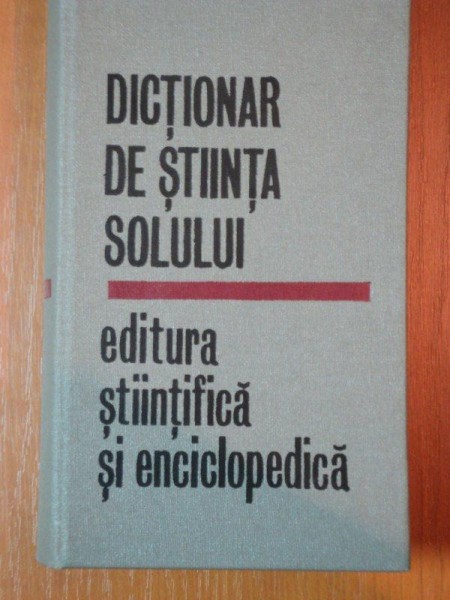 DICȚIONAR
DE ȘTIINȚA
SOLULUI
editura
științifică
și enciclopedică